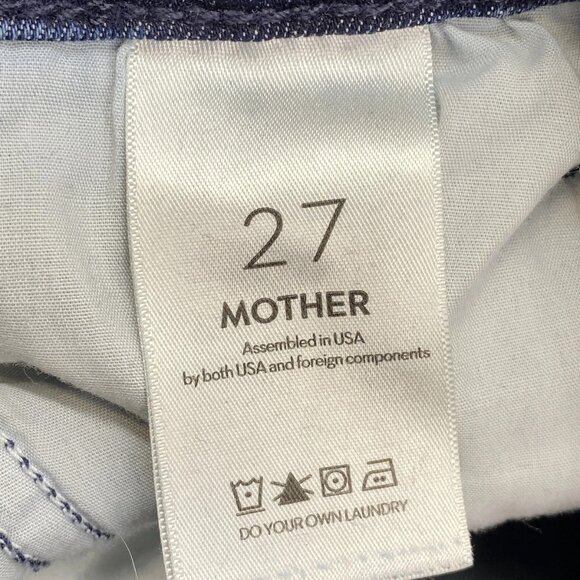 27
MOTHER
Assembled in USA
by both USA and foreign components
DO YOUR OWN LAUNDRY